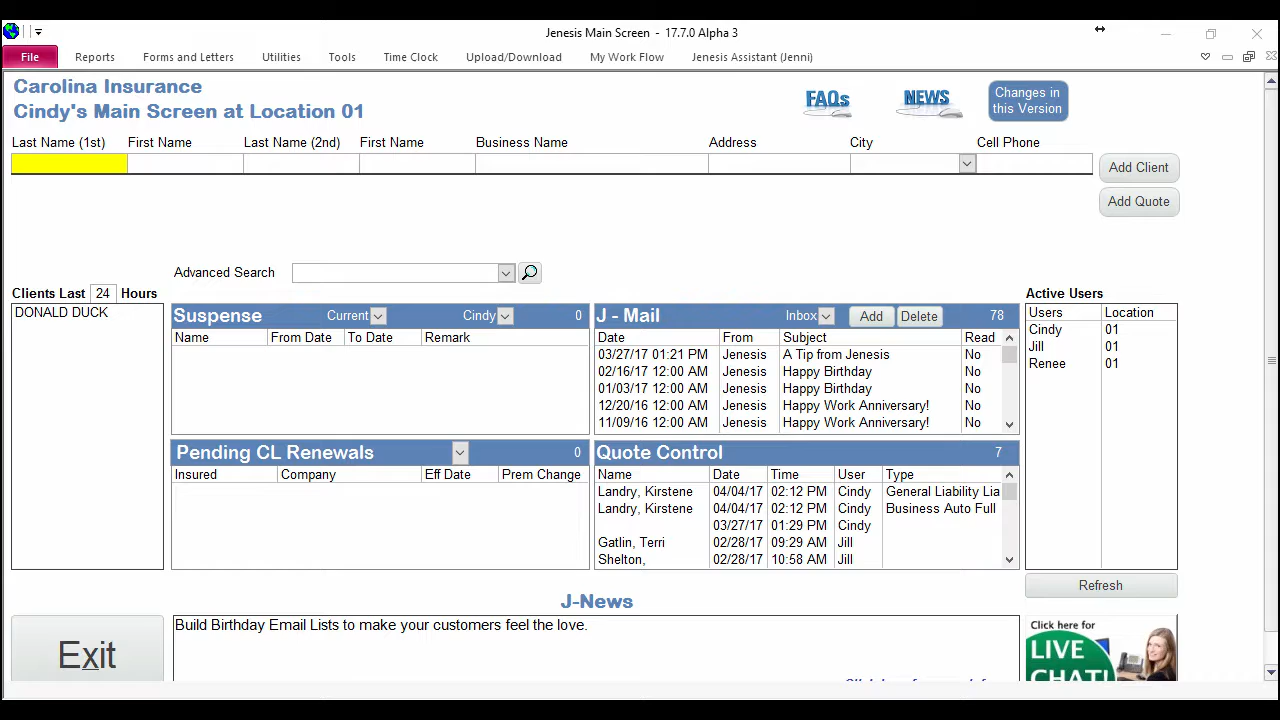 Jenesis Main Screen - 17.7.0 Alpha 3
File Reports Forms and Letters Utilities Tools Time Clock Upload/Download My Work Flow Jenesis Assistant (Jenni)
Carolina Insurance
Cindy's Main Screen at Location 01
FAQs NEWS Changes in
this Version
Last Name (1st) First Name Last Name (2nd) First Name Business Name Address City Cell Phone
Add Client
Add Quote
Advanced Search
Clients Last 24 Hours
DONALD DUCK
Suspense Current Cindy 0
Name From Date To Date Remark
J - Mail Inbox Add Delete 78
Date From Subject Read
03/27/17 01:21 PM Jenesis A Tip from Jenesis No
02/16/17 12:00 AM Jenesis Happy Birthday No
01/03/17 12:00 AM Jenesis Happy Birthday No
12/20/16 12:00 AM Jenesis Happy Work Anniversary! No
11/09/16 12:00 AM Jenesis Happy Work Anniversary! No
Active Users
Users Location
Cindy 01
Jill 01
Renee 01
Pending CL Renewals 0
Insured Company Eff Date Prem Change
Quote Control 7
Name Date Time User Type
Landry, Kirstene 04/04/17 02:12 PM Cindy General Liability Lia
Landry, Kirstene 04/04/17 02:12 PM Cindy Business Auto Full
03/27/17 01:29 PM Cindy
Gatlin, Terri 02/28/17 09:29 AM Jill
Shelton, 02/28/17 10:58 AM Jill
Refresh
J-News
Exit
Build Birthday Email Lists to make your customers feel the love.
Click here for
LIVE
CHAT!